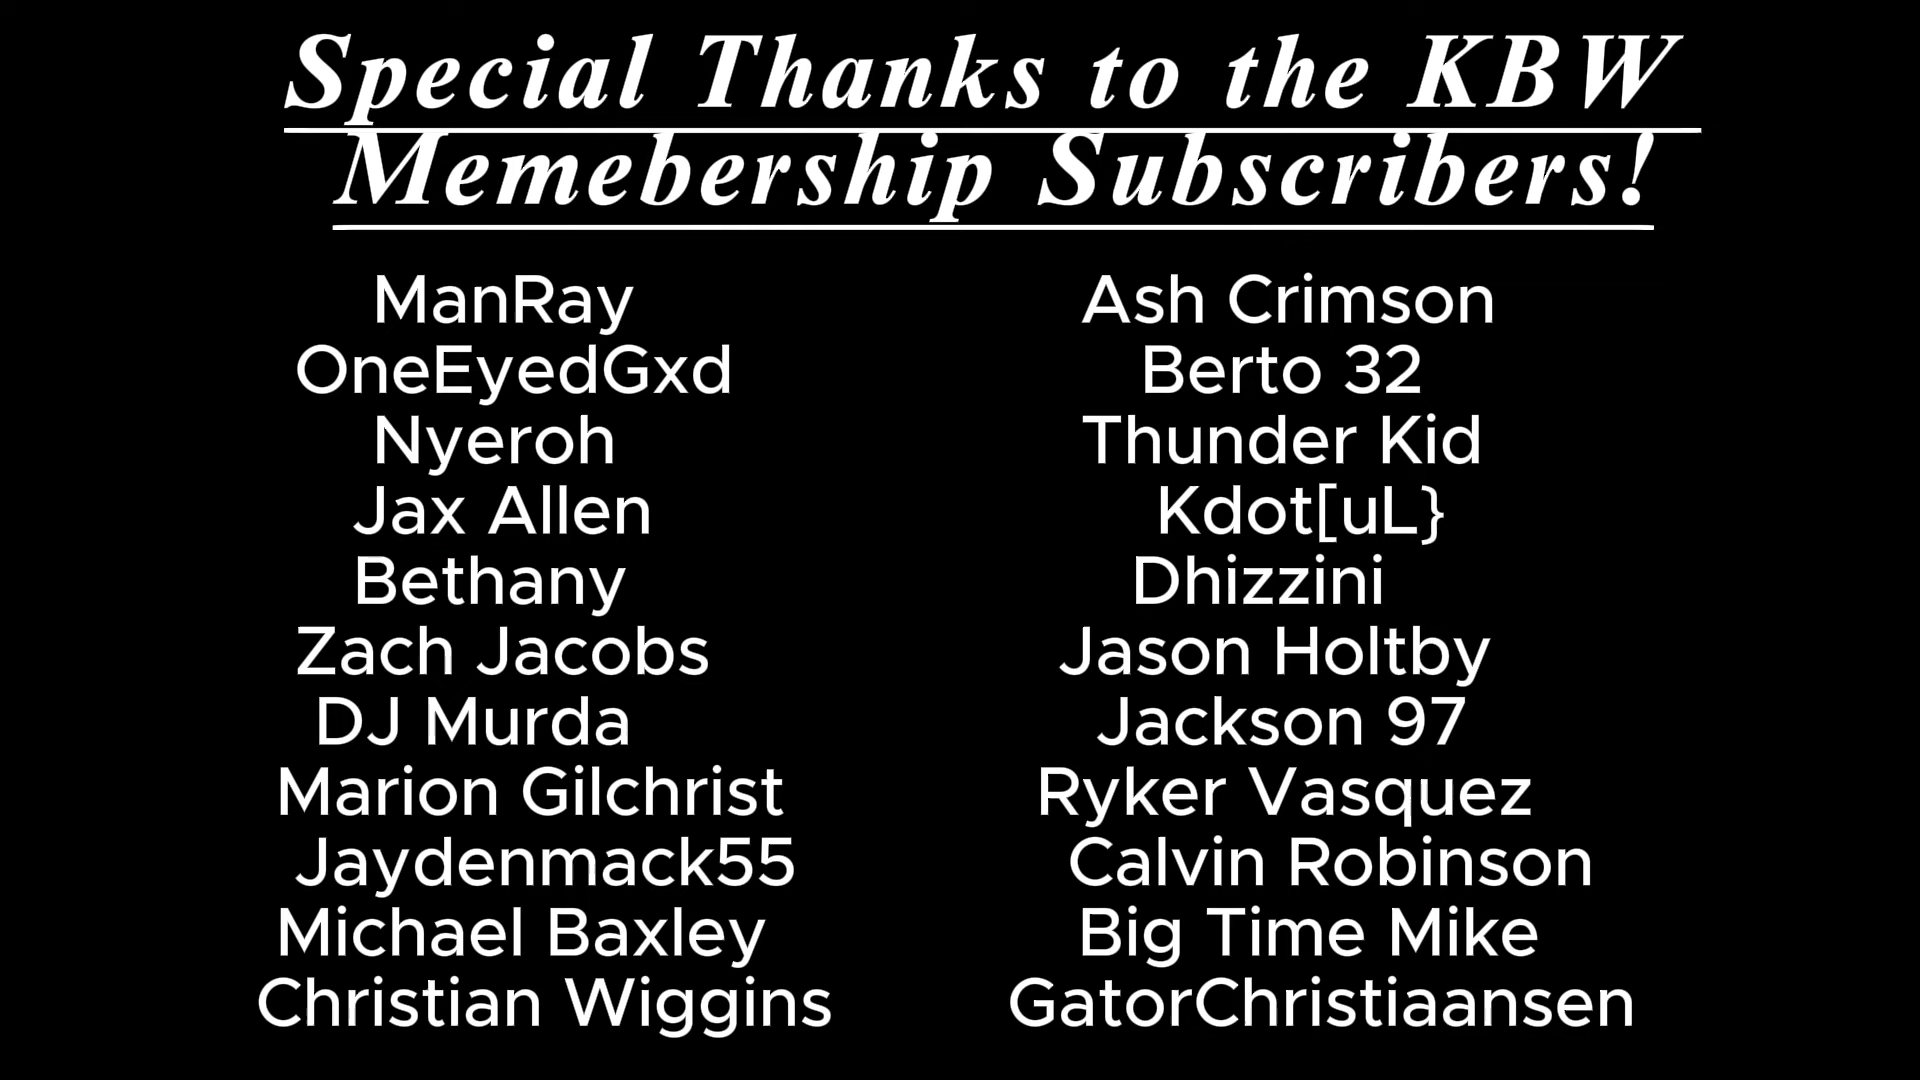 Special Thanks to the KBW
Memebership Subscribers!
ManRay
OneEyedGxd
Nyeroh
Jax Allen
Bethany
Zach Jacobs
DJ Murda
Marion Gilchrist
Jaydenmack55
Michael Baxley
Christian Wiggins
Ash Crimson
Berto 32
Thunder Kid
Kdot[uL}
Dhizzini
Jason Holtby
Jackson 97
Ryker Vasquez
Calvin Robinson
Big Time Mike
GatorChristiaansen